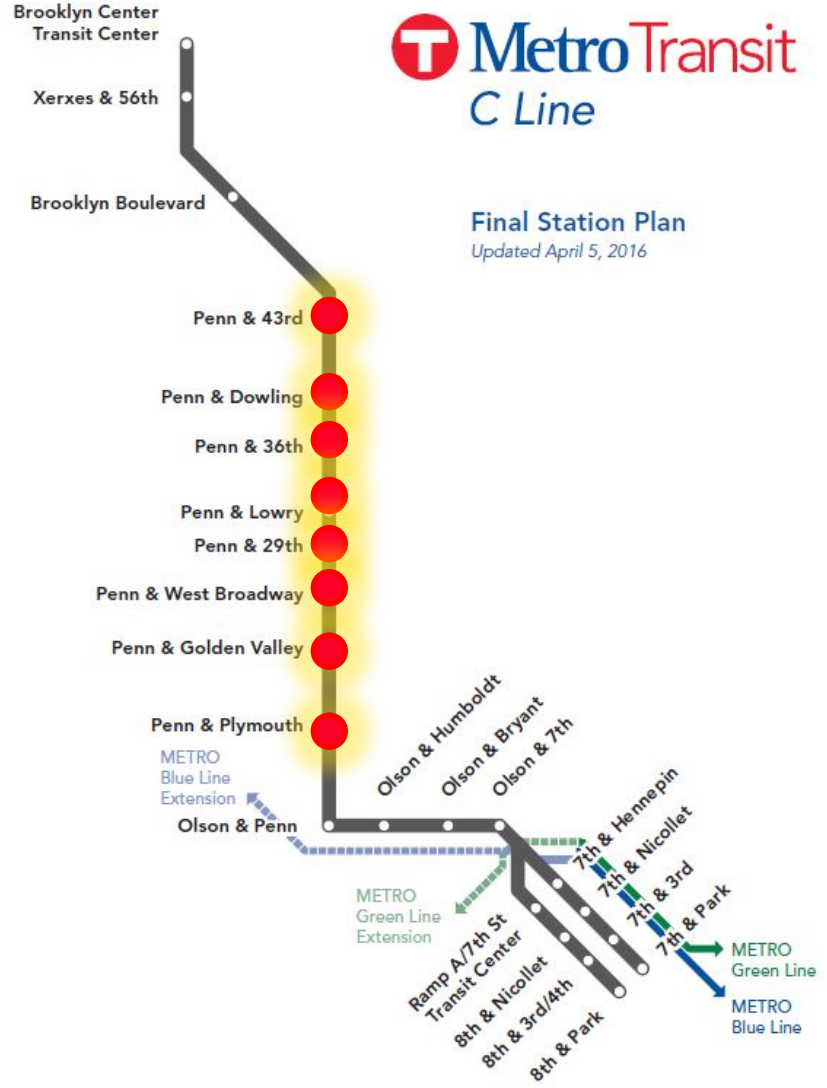 Brooklyn Center
Transit Center
T MetroTransit
C Line
Xerxes & 56th
Brooklyn Boulevard
Final Station Plan
Updated April 5, 2016
Penn & 43rd
Penn & Dowling
Penn & 36th
Penn & Lowry
Penn & 29th
Penn & West Broadway
Penn & Golden Valley
Penn & Plymouth
METRO
Blue Line
Extension
Olson & Penn
Olson & Humboldt
Olson & Bryant
Olson & 7th
7th & Hennepin
7th & Nicollet
7th & 3rd
7th & Park
METRO
Green Line
Extension
Ramp A/7th St
Transit Center
8th & Nicollet
8th & 3rd/4th
8th & Park
METRO
Green Line
METRO
Blue Line